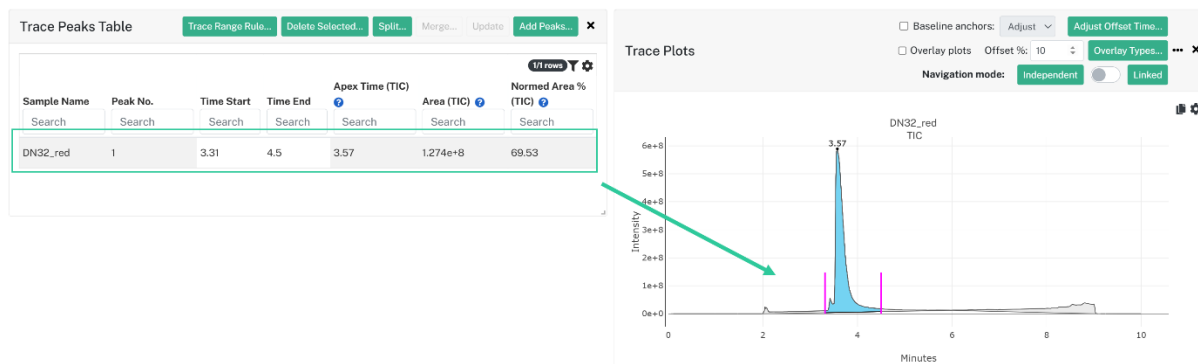 Trace Peaks Table
Trace Range Rule... Delete Selected... Split... Merge... Update Add Peaks...
1/1 rows
Sample Name Peak No. Time Start Time End Apex Time (TIC) Area (TIC) Normed Area % (TIC)
Search Search Search Search Search Search Search
DN32_red 1 3.31 4.5 3.57 1.274e+8 69.53
Trace Plots
Baseline anchors: Adjust Adjust Offset Time...
Overlay plots Offset %: 10 Overlay Types...
Navigation mode: Independent Linked
DN32_red
TIC
3.57
6e+8
5e+8
4e+8
3e+8
2e+8
1e+8
0e+0
Intensity
0 2 4 6 8 10
Minutes